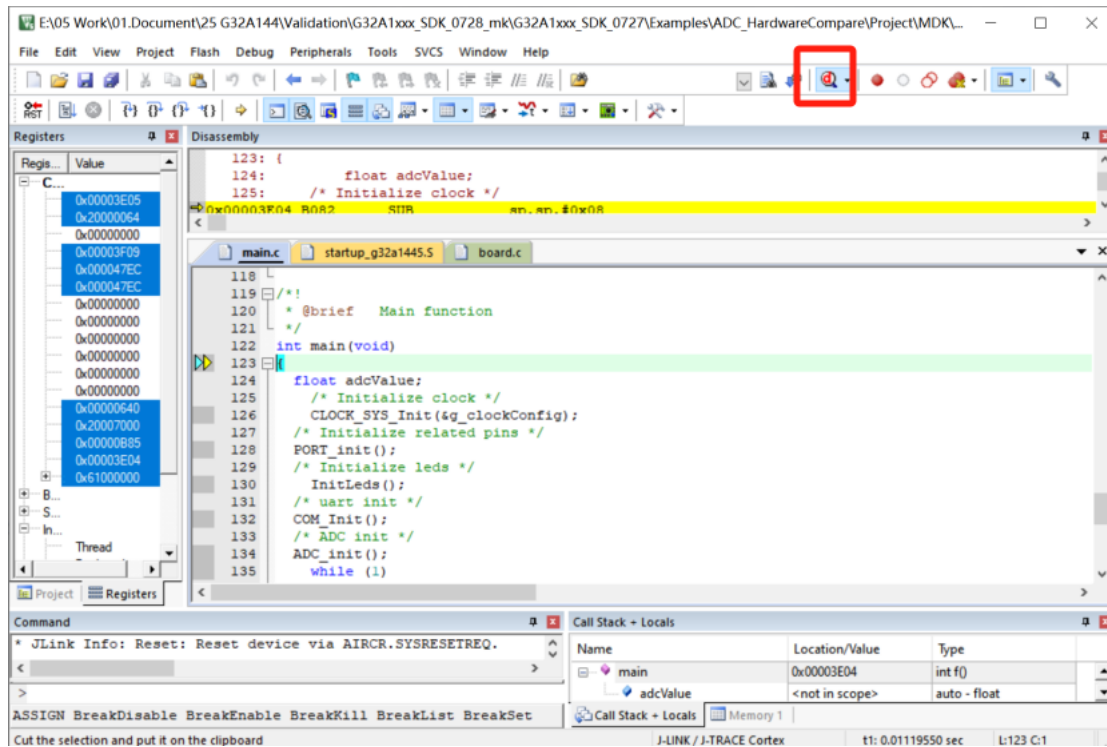 E:\05 Work\01.Document\25 G32A144\Validation\G32A1xxx_SDK_0728_mk\G32A1xxx_SDK_0727\Examples\ADC_HardwareCompare\Project\MDK\...
File Edit View Project Flash Debug Peripherals Tools SVCS Window Help
RST
Registers
Disassembly
Regis... Value
C...
0x00003E05
0x20000064
0x00000000
0x00003F09
0x000047EC
0x000047EC
0x00000000
0x00000000
0x00000000
0x00000000
0x00000000
0x00000000
0x00000640
0x20007000
0x00000B85
0x00003E04
0x61000000
B...
S...
In...
Thread
Project Registers
123: {
124: float adcValue;
125: /* Initialize clock */
0x00003E04 B082 SUB sp,sp,#0x08
main.c startup_g32a1445.S board.c
118
119 /*!
120 * @brief Main function
121 */
122 int main(void)
123 {
124 float adcValue;
125 /* Initialize clock */
126 CLOCK_SYS_Init(&g_clockConfig);
127 /* Initialize related pins */
128 PORT_init();
129 /* Initialize leds */
130 InitLeds();
131 /* uart init */
132 COM_Init();
133 /* ADC init */
134 ADC_init();
135 while (1)
Command
* JLink Info: Reset: Reset device via AIRCR.SYSRESETREQ.
>
ASSIGN BreakDisable BreakEnable BreakKill BreakList BreakSet
Call Stack + Locals
Name Location/Value Type
main 0x00003E04 int f()
adcValue <not in scope> auto - float
Call Stack + Locals Memory 1
Cut the selection and put it on the clipboard J-LINK / J-TRACE Cortex t1: 0.01119550 sec L:123 C:1